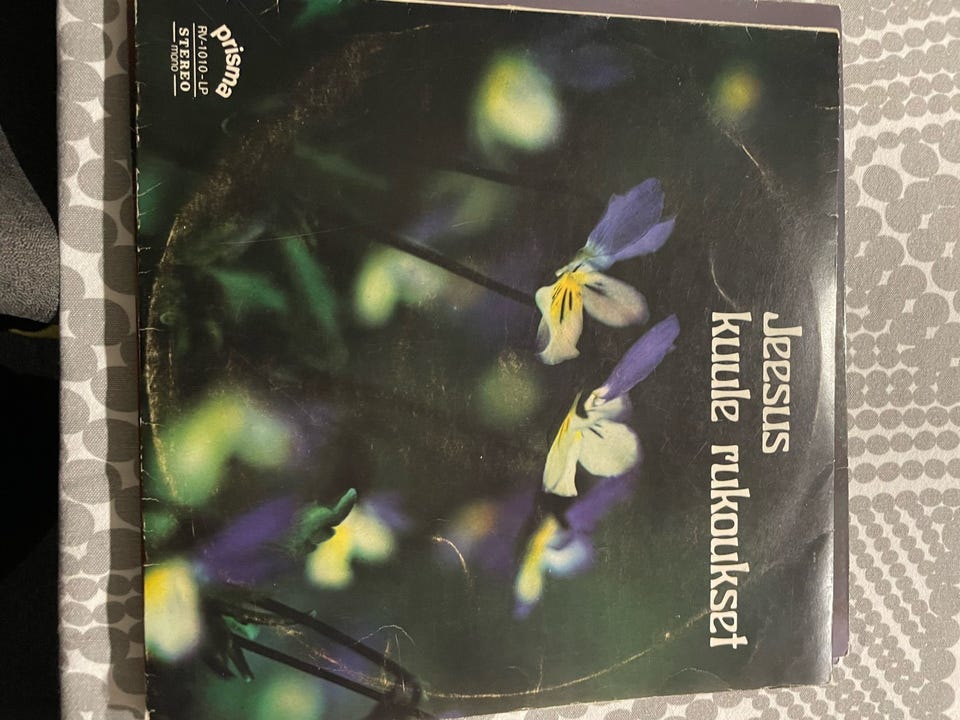 Jeesus
kuule rukoukset
prisma
RV-1010-LP
STEREO
mono